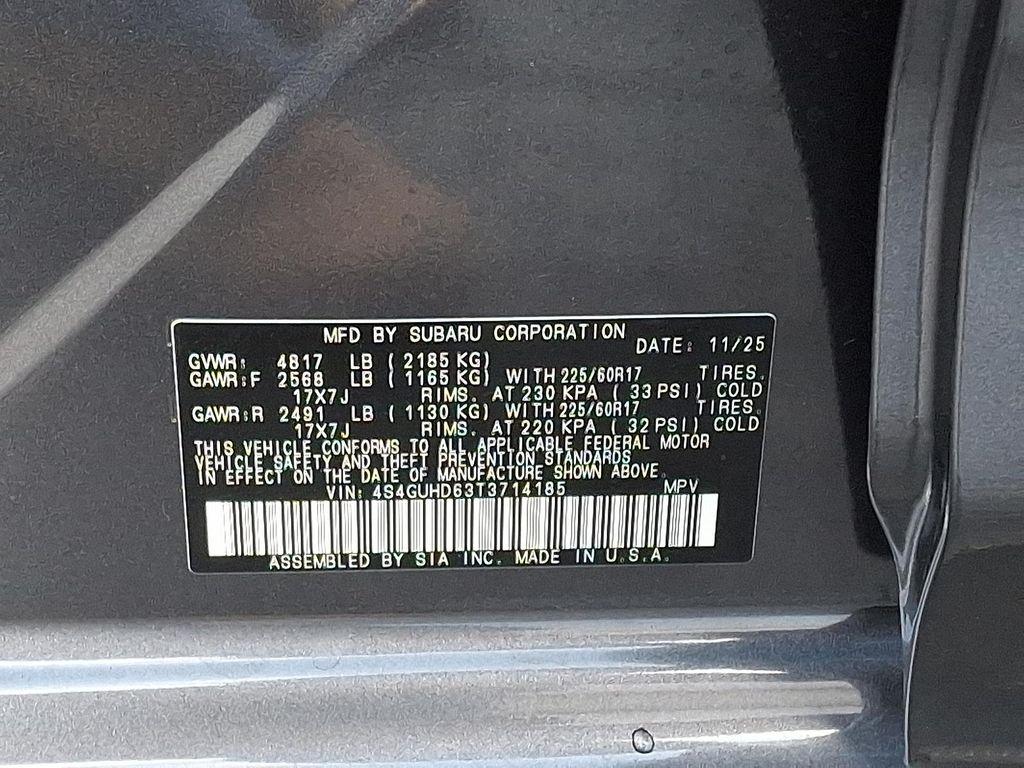 MFD BY SUBARU CORPORATION DATE: 11/25
GVWR: 4817 LB (2185 KG)
GAWR:F 2568 LB (1165 KG) WITH 225/60R17 TIRES.
17X7J RIMS. AT 230 KPA (33 PSI) COLD
GAWR:R 2491 LB (1130 KG) WITH 225/60R17 TIRES.
17X7J RIMS. AT 220 KPA (32 PSI) COLD
THIS VEHICLE CONFORMS TO ALL APPLICABLE FEDERAL MOTOR
VEHICLE SAFETY AND THEFT PREVENTION STANDARDS
IN EFFECT ON THE DATE OF MANUFACTURE SHOWN ABOVE.
VIN: 4S4GUHD63T3714185 MPV
ASSEMBLED BY SIA INC. MADE IN U.S.A.